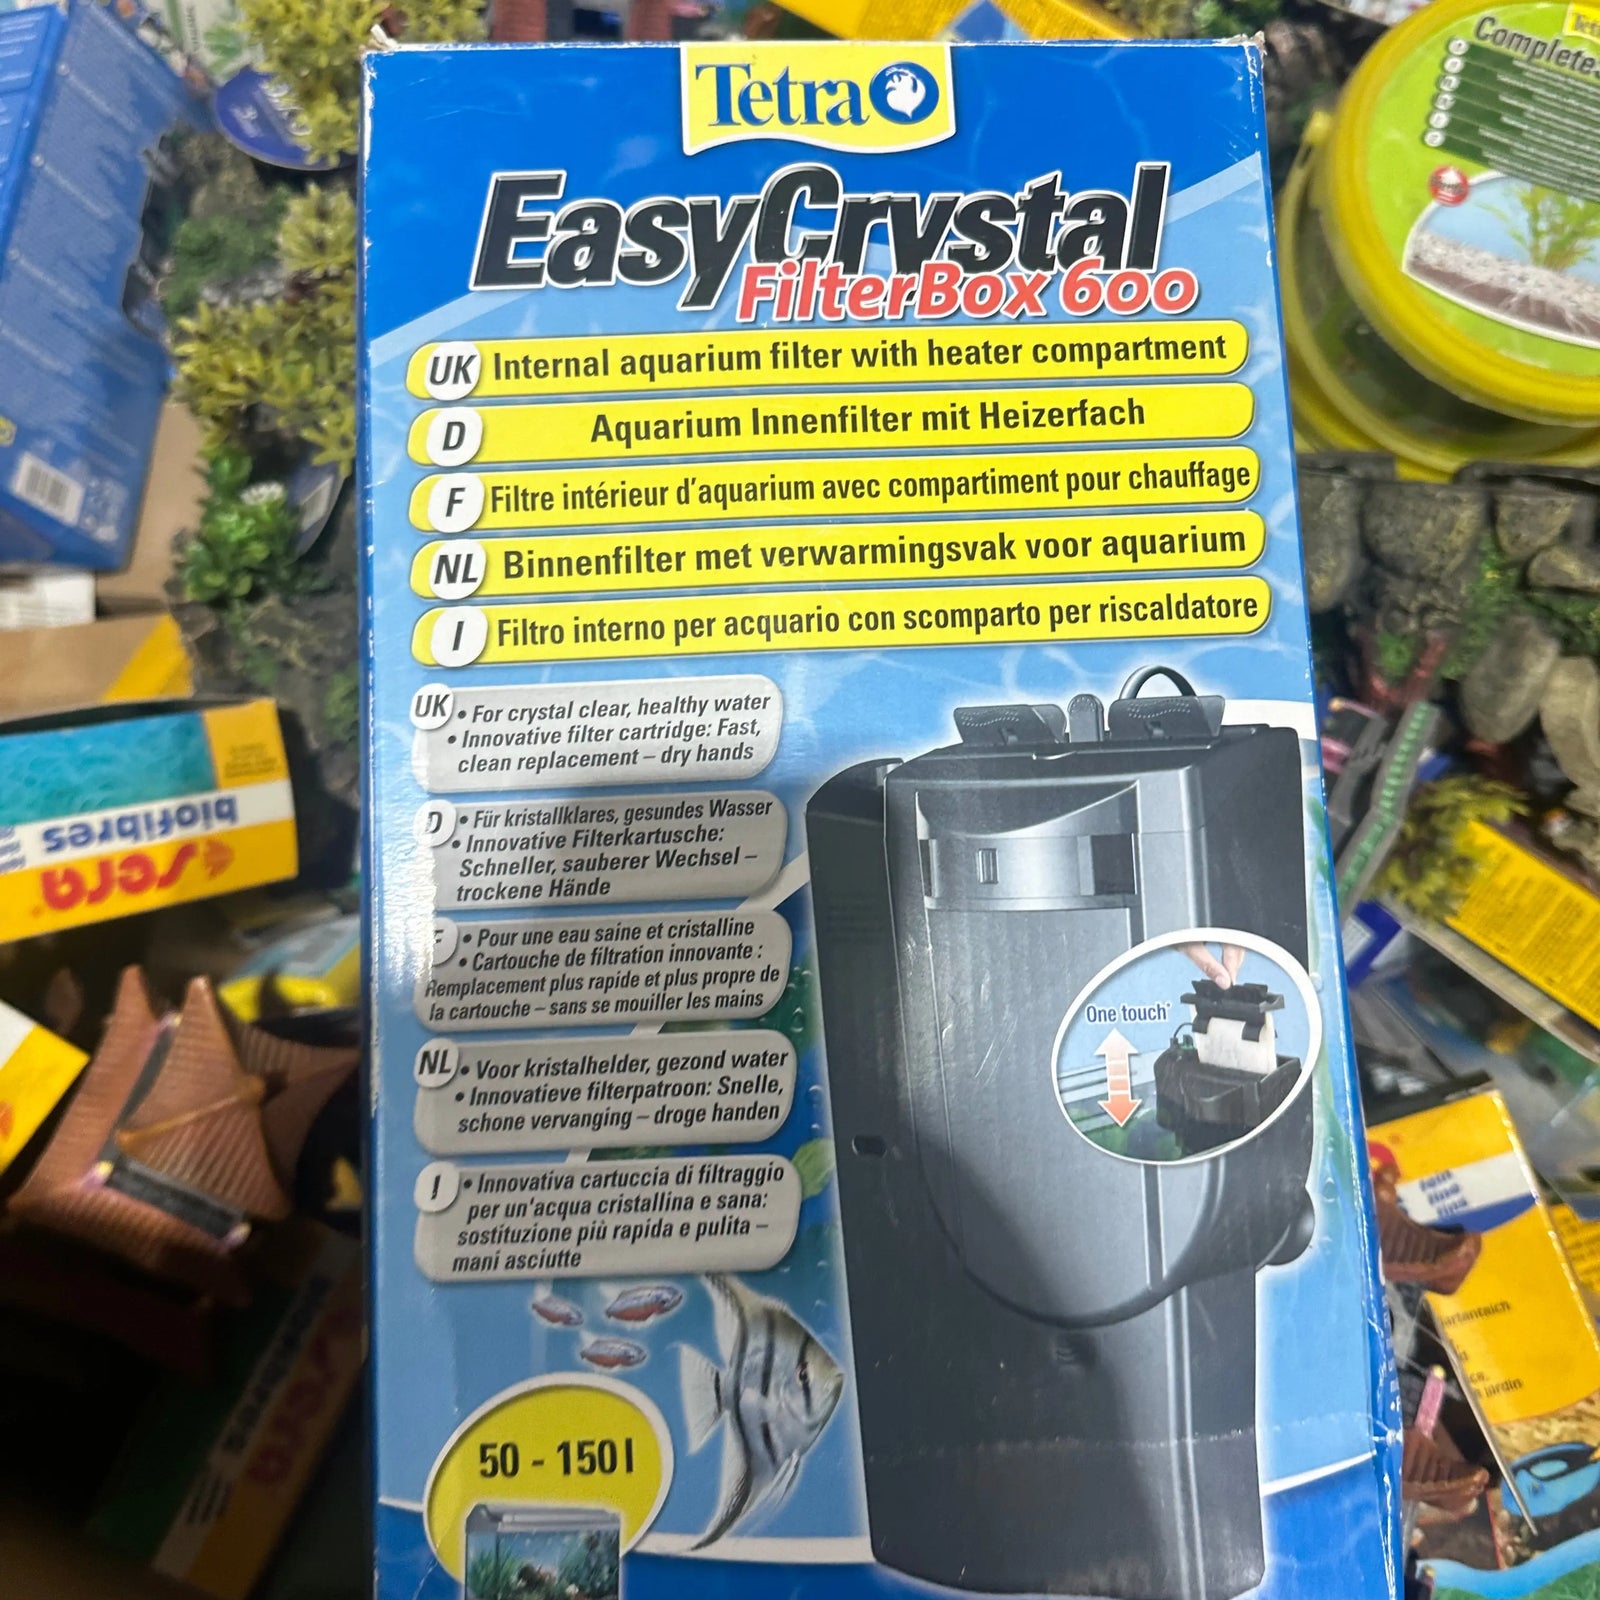 Tetra
EasyCrystal
FilterBox 600
UK Internal aquarium filter with heater compartment
D Aquarium Innenfilter mit Heizerfach
F Filtre intérieur d'aquarium avec compartiment pour chauffage
NL Binnenfilter met verwarmingsvak voor aquarium
I Filtro interno per acquario con scomparto per riscaldatore
UK • For crystal clear, healthy water
• Innovative filter cartridge: Fast,
clean replacement – dry hands
D • Für kristallklares, gesundes Wasser
• Innovative Filterkartusche:
Schneller, sauberer Wechsel –
trockene Hände
F • Pour une eau saine et cristalline
• Cartouche de filtration innovante :
Remplacement plus rapide et plus propre de
la cartouche – sans se mouiller les mains
NL • Voor kristalhelder, gezond water
• Innovatieve filterpatroon: Snelle,
schone vervanging – droge handen
I • Innovativa cartuccia di filtraggio
per un'acqua cristallina e sana:
sostituzione più rapida e pulita –
mani asciutte
One touch*
50 - 150 l
Complete
sera
biofibres
sera